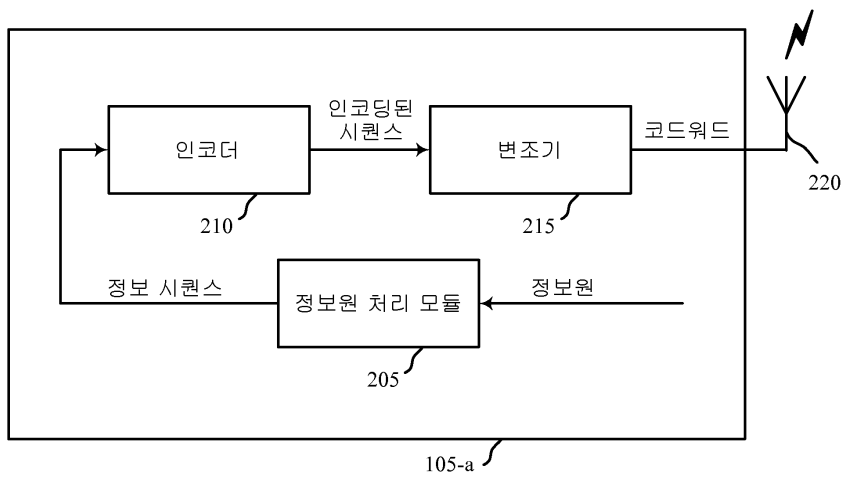 인코딩된
시퀀스
인코더
변조기
코드워드
210
215
220
정보 시퀀스
정보원 처리 모듈
정보원
205
105-a